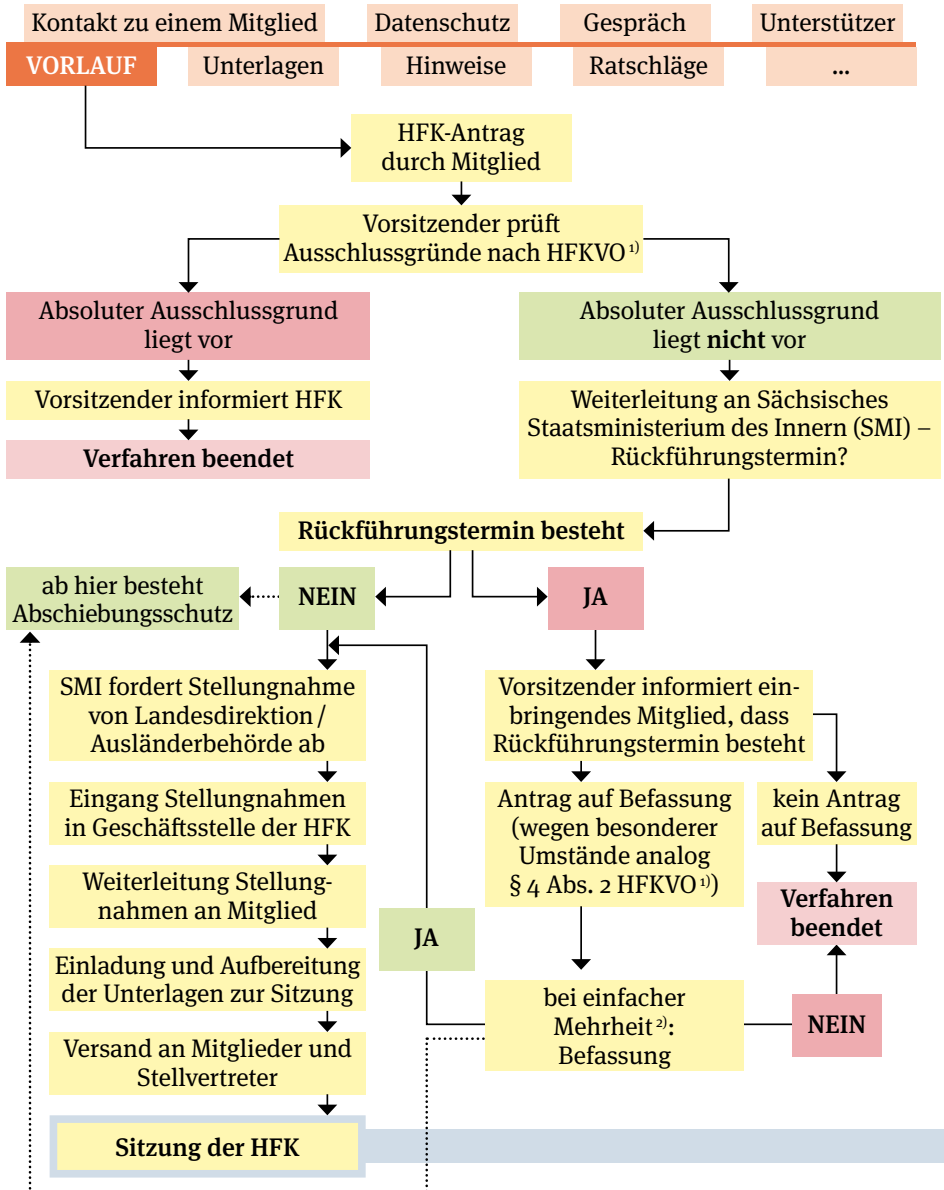 Kontakt zu einem Mitglied
Datenschutz
Gespräch
Unterstützer
VORLAUF
Unterlagen
Hinweise
Ratschläge
...
HFK-Antrag
durch Mitglied
Vorsitzender prüft
Ausschlussgründe nach HFKVO 1)
Absoluter Ausschlussgrund
liegt vor
Absoluter Ausschlussgrund
liegt nicht vor
Vorsitzender informiert HFK
Verfahren beendet
Weiterleitung an Sächsisches
Staatsministerium des Innern (SMI) –
Rückführungstermin?
Rückführungstermin besteht
ab hier besteht
Abschiebungsschutz
NEIN
JA
SMI fordert Stellungnahme
von Landesdirektion /
Ausländerbehörde ab
Vorsitzender informiert ein-
bringendes Mitglied, dass
Rückführungstermin besteht
Eingang Stellungnahmen
in Geschäftsstelle der HFK
Antrag auf Befassung
(wegen besonderer
Umstände analog
§ 4 Abs. 2 HFKVO 1))
kein Antrag
auf Befassung
Weiterleitung Stellung-
nahmen an Mitglied
Verfahren
beendet
JA
Einladung und Aufbereitung
der Unterlagen zur Sitzung
bei einfacher
Mehrheit 2):
Befassung
NEIN
Versand an Mitglieder und
Stellvertreter
Sitzung der HFK